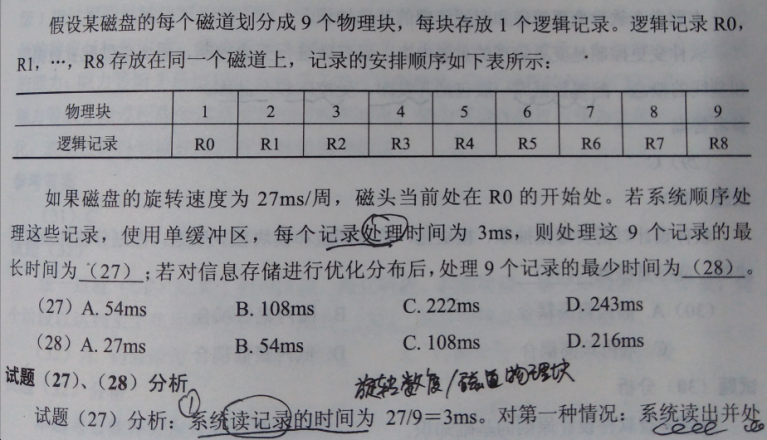 假设某磁盘的每个磁道划分成 9 个物理块，每块存放 1 个逻辑记录。逻辑记录 R0，
R1，…，R8 存放在同一个磁道上，记录的安排顺序如下表所示：
物理块 1 2 3 4 5 6 7 8 9
逻辑记录 R0 R1 R2 R3 R4 R5 R6 R7 R8
如果磁盘的旋转速度为 27ms/周，磁头当前处在 R0 的开始处。若系统顺序处
理这些记录，使用单缓冲区，每个记录处理时间为 3ms，则处理这 9 个记录的最
长时间为（27）；若对信息存储进行优化分布后，处理 9 个记录的最少时间为（28）。
（27）A. 54ms B. 108ms C. 222ms D. 243ms
（28）A. 27ms B. 54ms C. 108ms D. 216ms
试题（27）、（28）分析
旋转数度/磁道物理块
①
试题（27）分析：系统读记录的时间为 27/9＝3ms。对第一种情况：系统读出并处